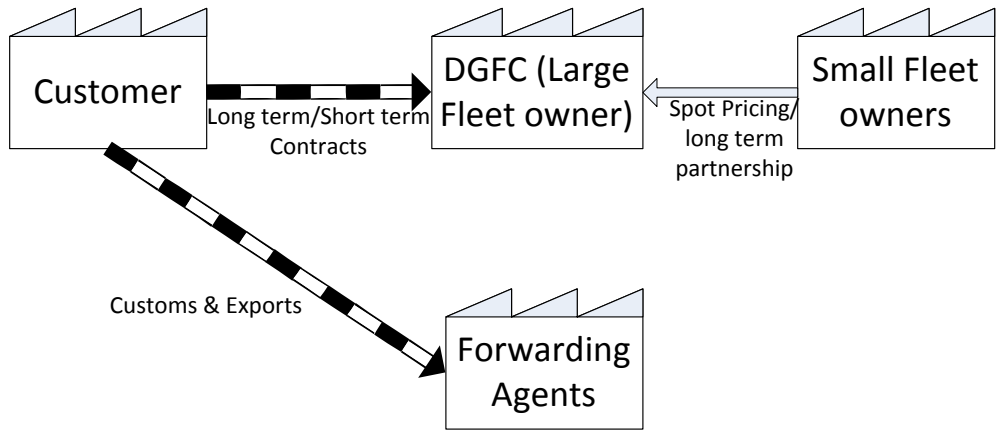 Customer
Long term/Short term
Contracts
DGFC (Large
Fleet owner)
Spot Pricing/
long term
partnership
Small Fleet
owners
Customs & Exports
Forwarding
Agents